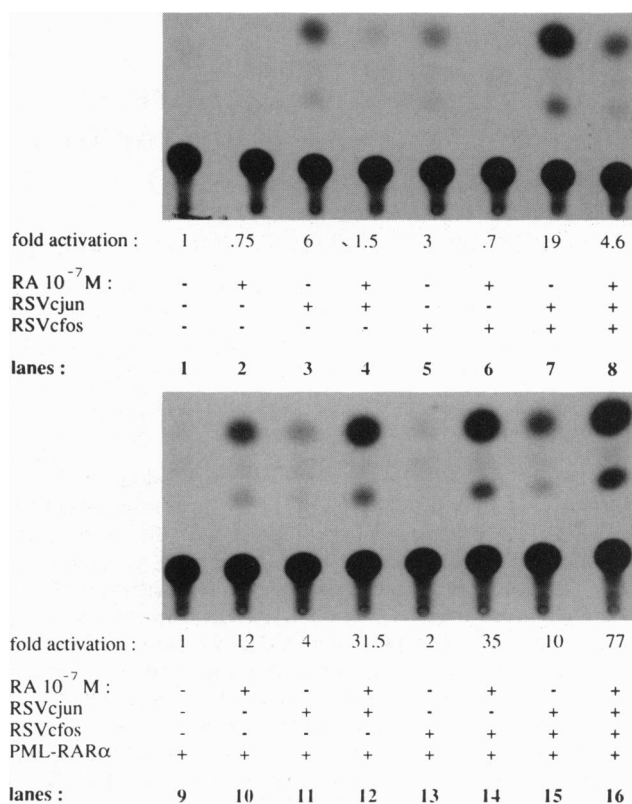 fold activation : 1 .75 6 1.5 3 .7 19 4.6
RA 10⁻⁷ M : - + - + - + - +
RSVcjun - - + + - - + +
RSVcfos - - - - + + + +
lanes : 1 2 3 4 5 6 7 8
fold activation : 1 12 4 31.5 2 35 10 77
RA 10⁻⁷ M : - + - + - + - +
RSVcjun - - + + - - + +
RSVcfos - - - - + + + +
PML-RARα + + + + + + + +
lanes : 9 10 11 12 13 14 15 16